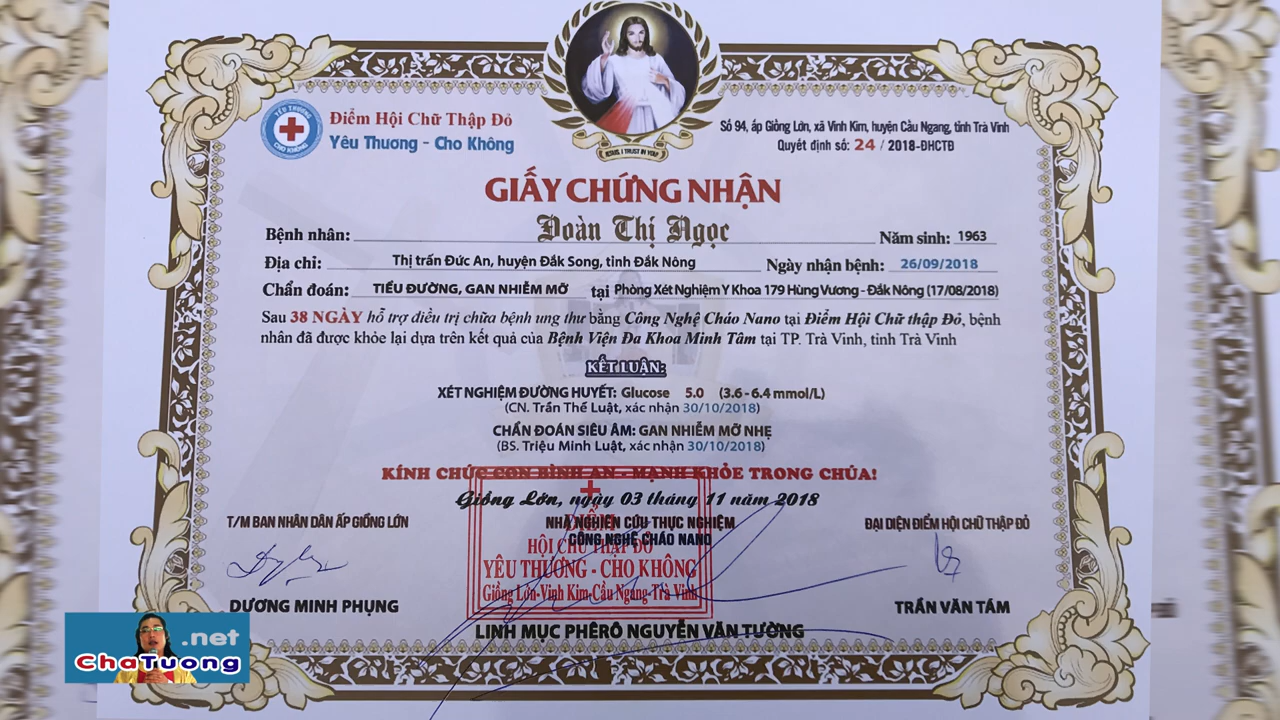 JESUS, I TRUST IN YOU!
YÊU THƯƠNG
CHO KHÔNG
Điểm Hội Chữ Thập Đỏ
Yêu Thương - Cho Không
Số 94, ấp Giồng Lớn, xã Vinh Kim, huyện Cầu Ngang, tỉnh Trà Vinh
Quyết định số: 24 / 2018-ĐHCTĐ
GIẤY CHỨNG NHẬN
Bệnh nhân: Đoàn Thị Ngọc Năm sinh: 1963
Địa chỉ: Thị trấn Đức An, huyện Đắk Song, tỉnh Đắk Nông Ngày nhận bệnh: 26/09/2018
Chẩn đoán: TIỂU ĐƯỜNG, GAN NHIỄM MỠ tại Phòng Xét Nghiệm Y Khoa 179 Hùng Vương - Đắk Nông (17/08/2018)
Sau 38 NGÀY hỗ trợ điều trị chữa bệnh ung thư bằng Công Nghệ Cháo Nano tại Điểm Hội Chữ thập Đỏ, bệnh
nhân đã được khỏe lại dựa trên kết quả của Bệnh Viện Đa Khoa Minh Tâm tại TP. Trà Vinh, tỉnh Trà Vinh
KẾT LUẬN:
XÉT NGHIỆM ĐƯỜNG HUYẾT: Glucose 5.0 (3.6 - 6.4 mmol/L)
(CN. Trần Thế Luật, xác nhận 30/10/2018)
CHẨN ĐOÁN SIÊU ÂM: GAN NHIỄM MỠ NHẸ
(BS. Triệu Minh Luật, xác nhận 30/10/2018)
KÍNH CHÚC CON BÌNH AN - MẠNH KHỎE TRONG CHÚA!
Giồng Lớn, ngày 03 tháng 11 năm 2018
T/M BAN NHÂN DÂN ẤP GIỒNG LỚN
NHÀ NGHIÊN CỨU THỰC NGHIỆM
CÔNG NGHỆ CHÁO NANO
ĐẠI DIỆN ĐIỂM HỘI CHỮ THẬP ĐỎ
ĐIỂM
HỘI CHỮ THẬP ĐỎ
YÊU THƯƠNG - CHO KHÔNG
Giồng Lớn-Vinh Kim-Cầu Ngang-Trà Vinh
DƯƠNG MINH PHỤNG
TRẦN VĂN TÁM
LINH MỤC PHÊRÔ NGUYỄN VĂN TƯỜNG
.net
ChaTuong